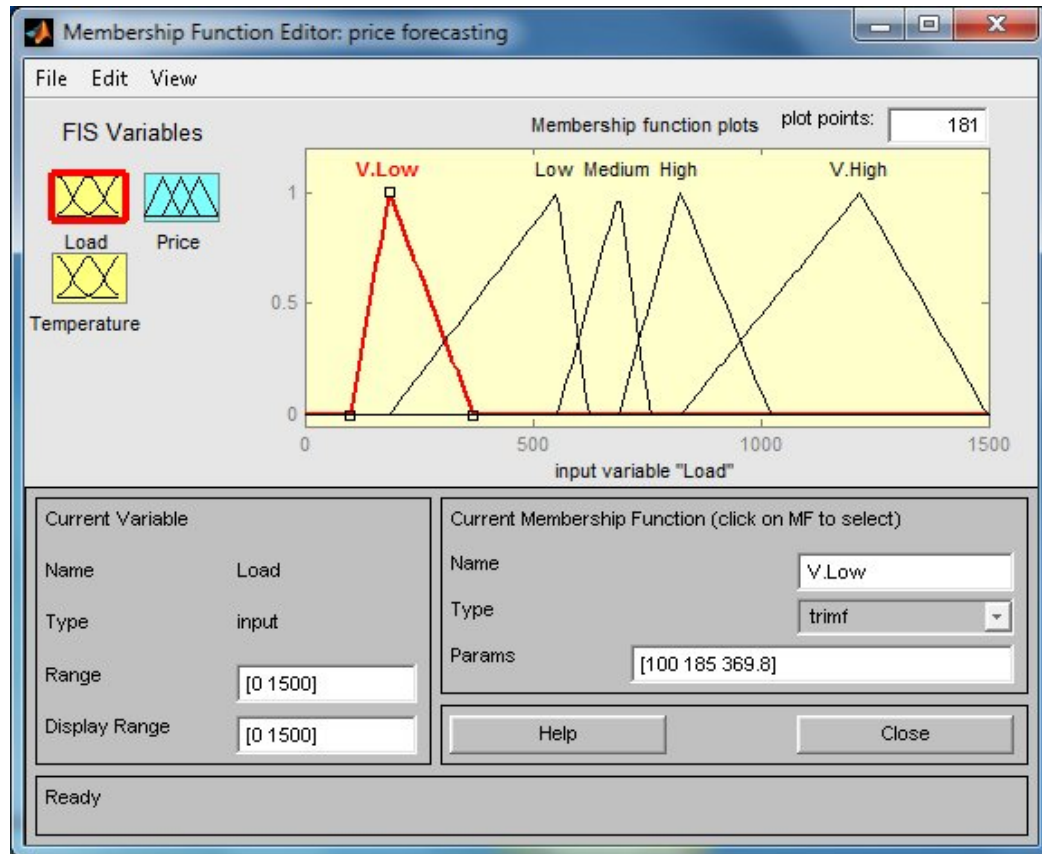 Membership Function Editor: price forecasting
File Edit View
FIS Variables
Membership function plots plot points: 181
Load Price
Temperature
V.Low Low Medium High V.High
1
0.5
0
0 500 1000 1500
input variable "Load"
Current Variable
Name Load
Type input
Range [0 1500]
Display Range [0 1500]
Current Membership Function (click on MF to select)
Name V.Low
Type trimf
Params [100 185 369.8]
Help Close
Ready